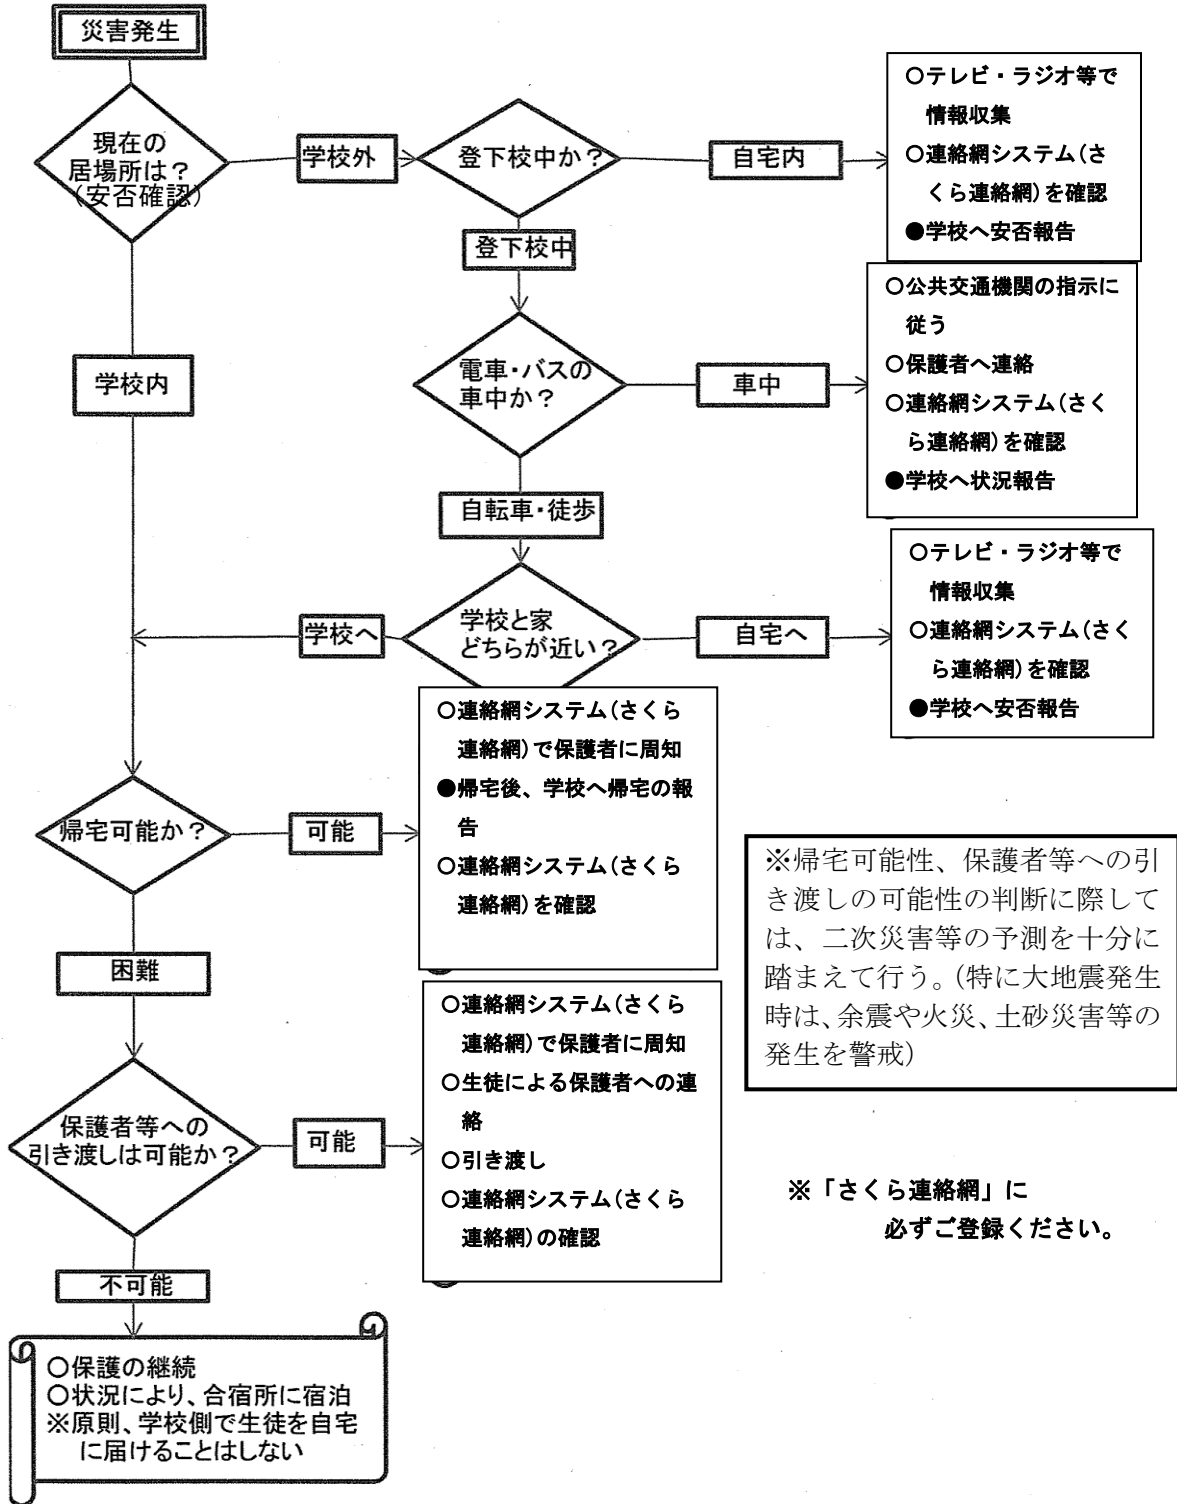 災害発生
現在の
居場所は？
(安否確認)
学校外
登下校中か？
自宅内
〇テレビ・ラジオ等で
情報収集
〇連絡網システム(さ
くら連絡網)を確認
●学校へ安否報告
登下校中
学校内
電車・バスの
車中か？
車中
〇公共交通機関の指示に
従う
〇保護者へ連絡
〇連絡網システム(さく
ら連絡網)を確認
●学校へ状況報告
自転車・徒歩
学校へ
学校と家
どちらが近い？
自宅へ
〇テレビ・ラジオ等で
情報収集
〇連絡網システム(さく
ら連絡網)を確認
●学校へ安否報告
帰宅可能か？
可能
〇連絡網システム(さくら
連絡網)で保護者に周知
●帰宅後、学校へ帰宅の報
告
〇連絡網システム(さくら
連絡網)を確認
※帰宅可能性、保護者等への引
き渡しの可能性の判断に際して
は、二次災害等の予測を十分に
踏まえて行う。(特に大地震発生
時は、余震や火災、土砂災害等の
発生を警戒)
困難
保護者等への
引き渡しは可能か？
可能
〇連絡網システム(さくら
連絡網)で保護者に周知
〇生徒による保護者への連
絡
〇引き渡し
〇連絡網システム(さくら
連絡網)の確認
※「さくら連絡網」に
必ずご登録ください。
不可能
〇保護の継続
〇状況により、合宿所に宿泊
※原則、学校側で生徒を自宅
に届けることはしない